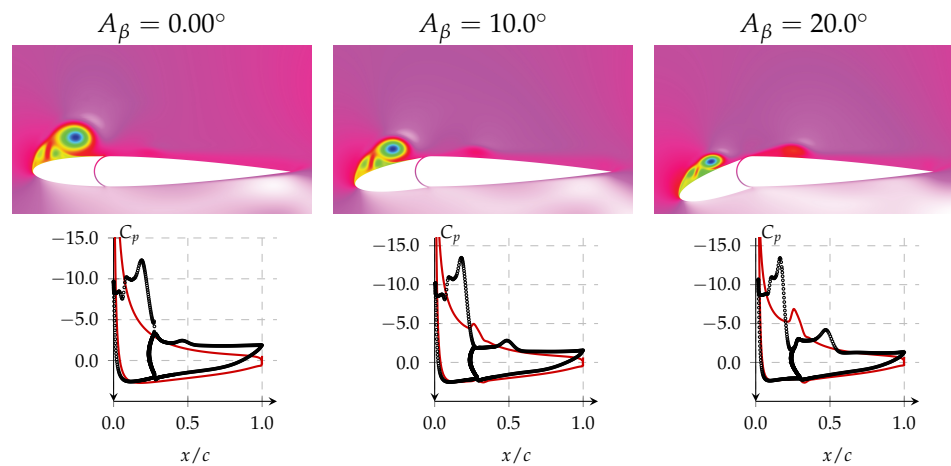 A_β = 0.00° A_β = 10.0° A_β = 20.0°
C_p C_p C_p
−15.0 −15.0 −15.0
−10.0 −10.0 −10.0
−5.0 −5.0 −5.0
0.0 0.0 0.0
0.0 0.5 1.0 0.0 0.5 1.0 0.0 0.5 1.0
x/c x/c x/c